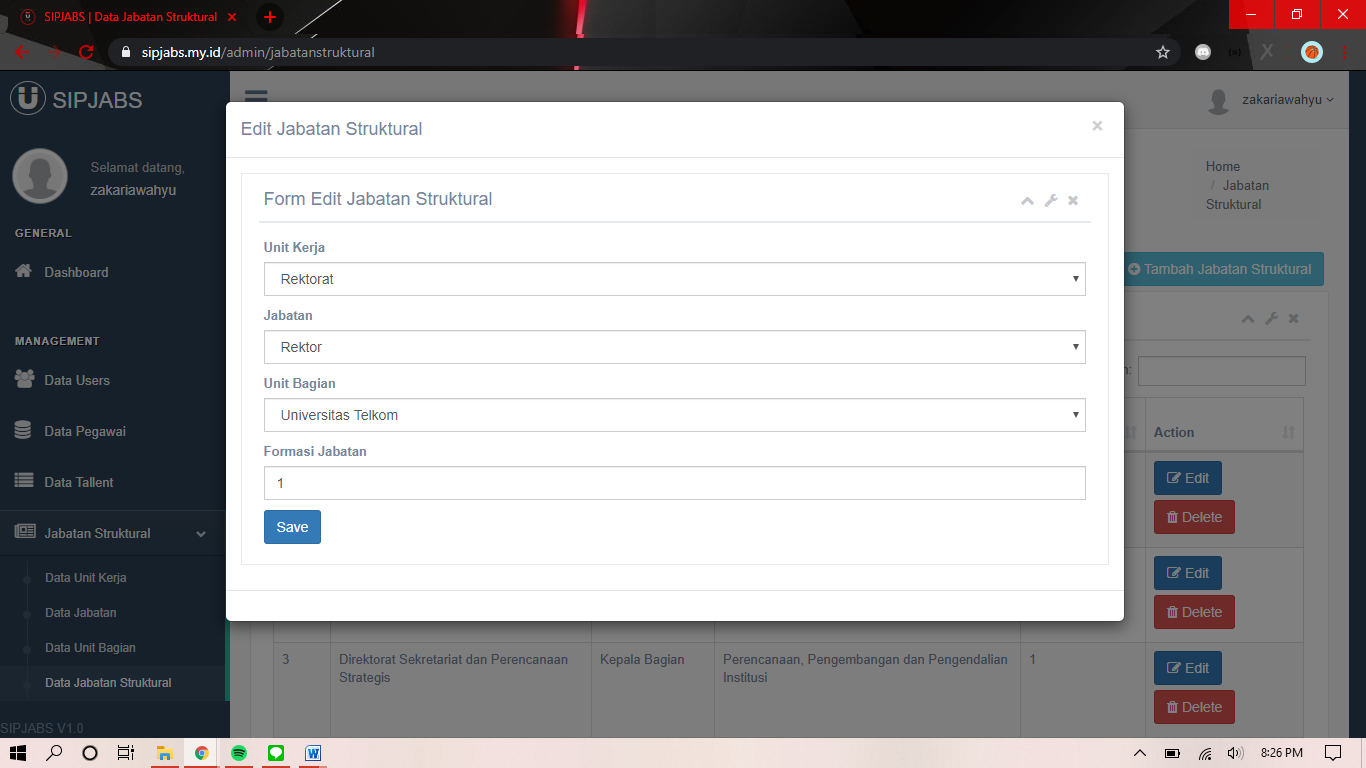 SIPJABS | Data Jabatan Struktural
sipjabs.my.id/admin/jabatanstruktural
SIPJABS
zakariawahyu
Selamat datang,
zakariawahyu
GENERAL
Dashboard
MANAGEMENT
Data Users
Data Pegawai
Data Tallent
Jabatan Struktural
Data Unit Kerja
Data Jabatan
Data Unit Bagian
Data Jabatan Struktural
SIPJABS V1.0
Home
/ Jabatan
Struktural
Tambah Jabatan Struktural
Edit Jabatan Struktural
×
Form Edit Jabatan Struktural
Unit Kerja
Rektorat
Jabatan
Rektor
Unit Bagian
Universitas Telkom
Formasi Jabatan
1
Save
Action
Edit
Delete
Edit
Delete
3 Direktorat Sekretariat dan Perencanaan Kepala Bagian Perencanaan, Pengembangan dan Pengendalian 1
Strategis Institusi
Edit
Delete
8:26 PM